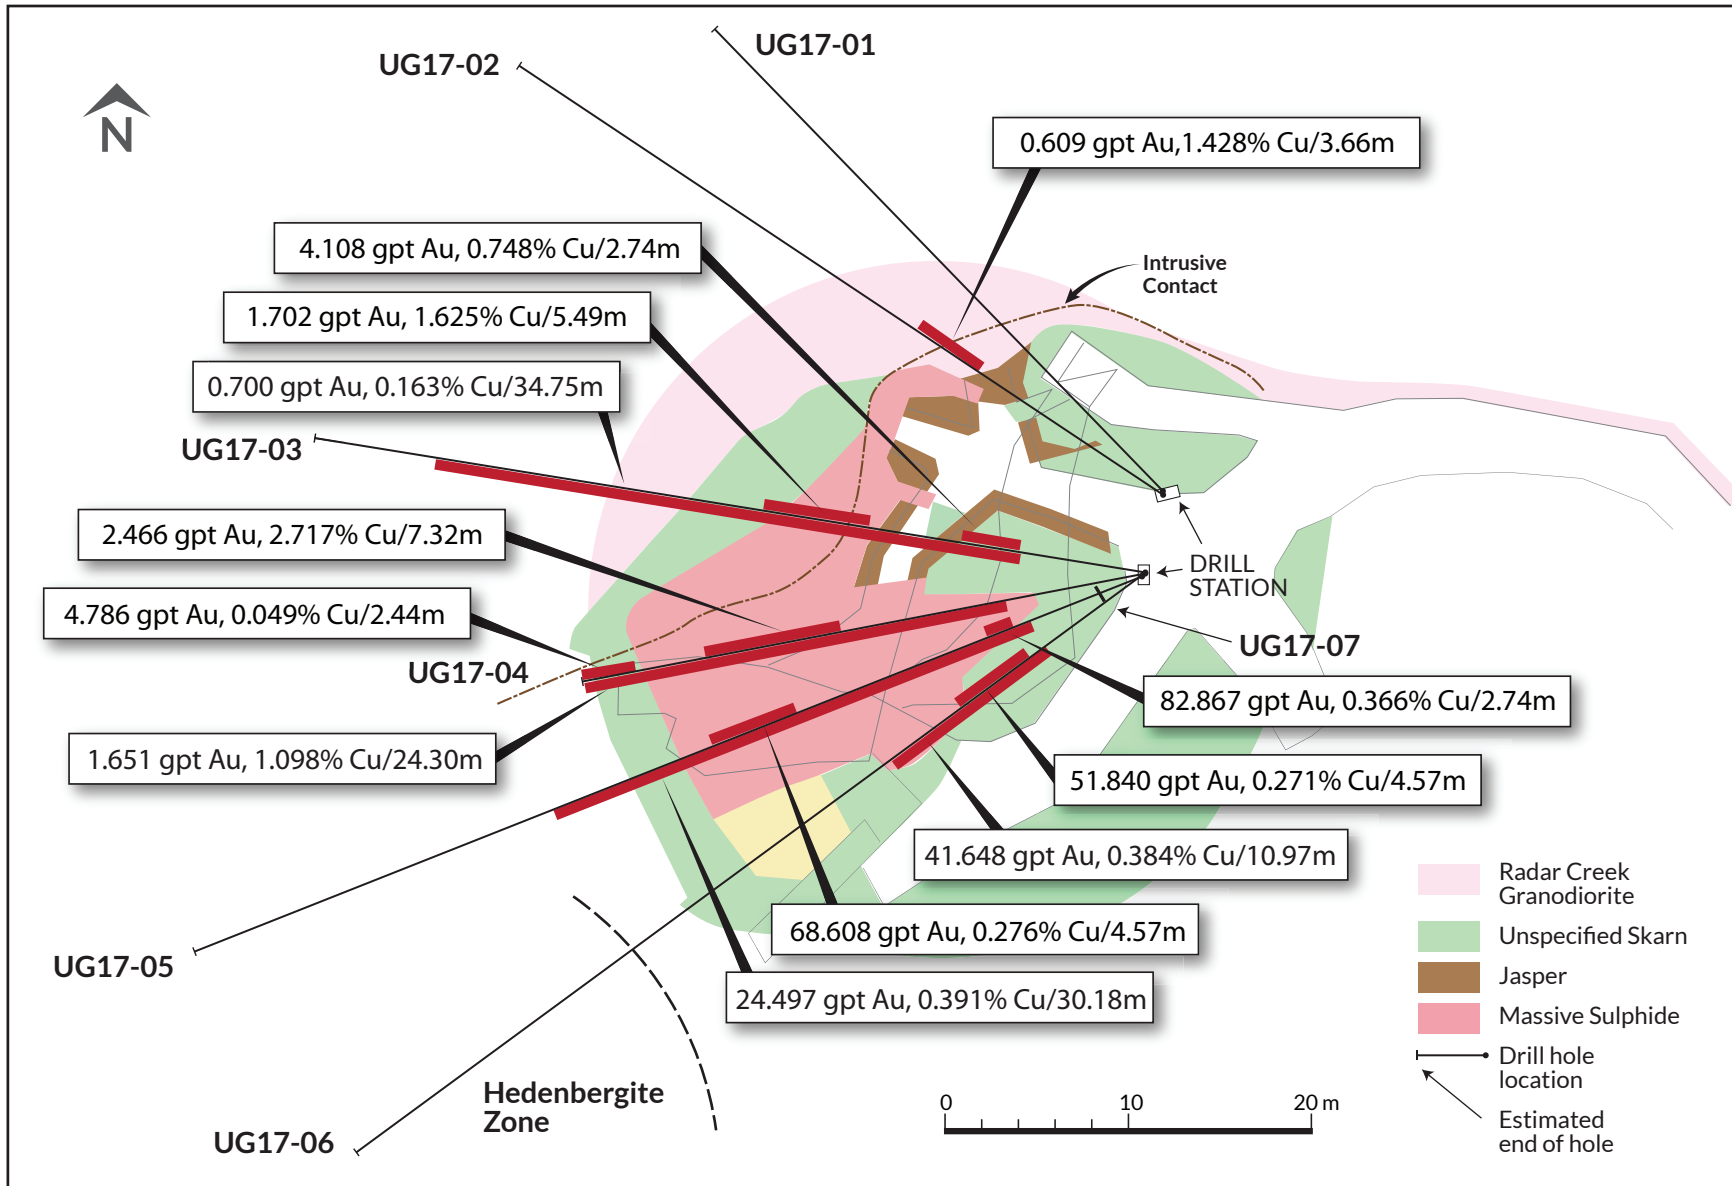 UG17-01
UG17-02
N
0.609 gpt Au,1.428% Cu/3.66m
4.108 gpt Au, 0.748% Cu/2.74m
Intrusive
Contact
1.702 gpt Au, 1.625% Cu/5.49m
0.700 gpt Au, 0.163% Cu/34.75m
UG17-03
2.466 gpt Au, 2.717% Cu/7.32m
DRILL
STATION
4.786 gpt Au, 0.049% Cu/2.44m
UG17-04
UG17-07
82.867 gpt Au, 0.366% Cu/2.74m
1.651 gpt Au, 1.098% Cu/24.30m
51.840 gpt Au, 0.271% Cu/4.57m
41.648 gpt Au, 0.384% Cu/10.97m
68.608 gpt Au, 0.276% Cu/4.57m
UG17-05
24.497 gpt Au, 0.391% Cu/30.18m
Hedenbergite
Zone
UG17-06
0 10 20 m
Radar Creek
Granodiorite
Unspecified Skarn
Jasper
Massive Sulphide
Drill hole
location
Estimated
end of hole